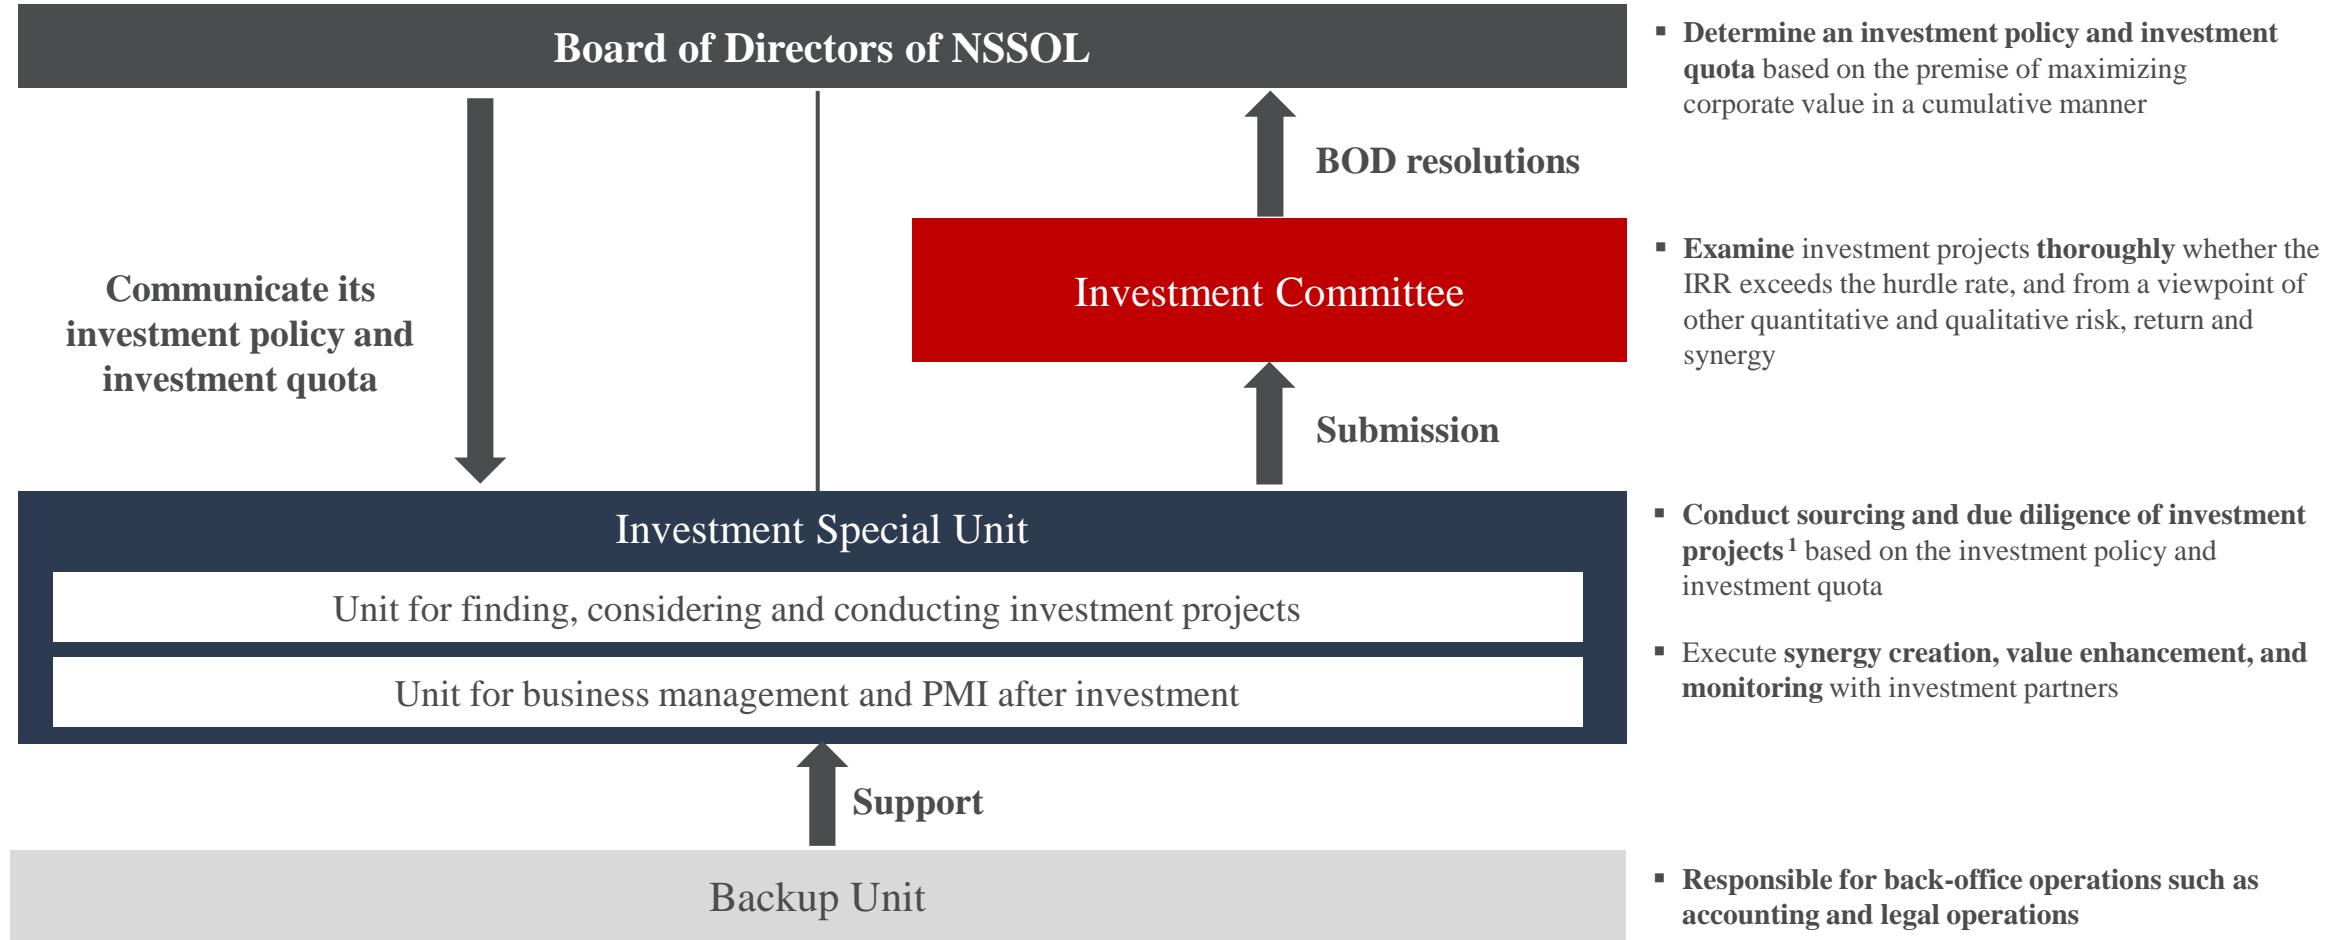 Board of Directors of NSSOL
▪ Determine an investment policy and investment
quota based on the premise of maximizing
corporate value in a cumulative manner
BOD resolutions
Communicate its
investment policy and
investment quota
Investment Committee
▪ Examine investment projects thoroughly whether the
IRR exceeds the hurdle rate, and from a viewpoint of
other quantitative and qualitative risk, return and
synergy
Submission
Investment Special Unit
Unit for finding, considering and conducting investment projects
Unit for business management and PMI after investment
▪ Conduct sourcing and due diligence of investment
projects ¹ based on the investment policy and
investment quota
▪ Execute synergy creation, value enhancement, and
monitoring with investment partners
Support
Backup Unit
▪ Responsible for back-office operations such as
accounting and legal operations